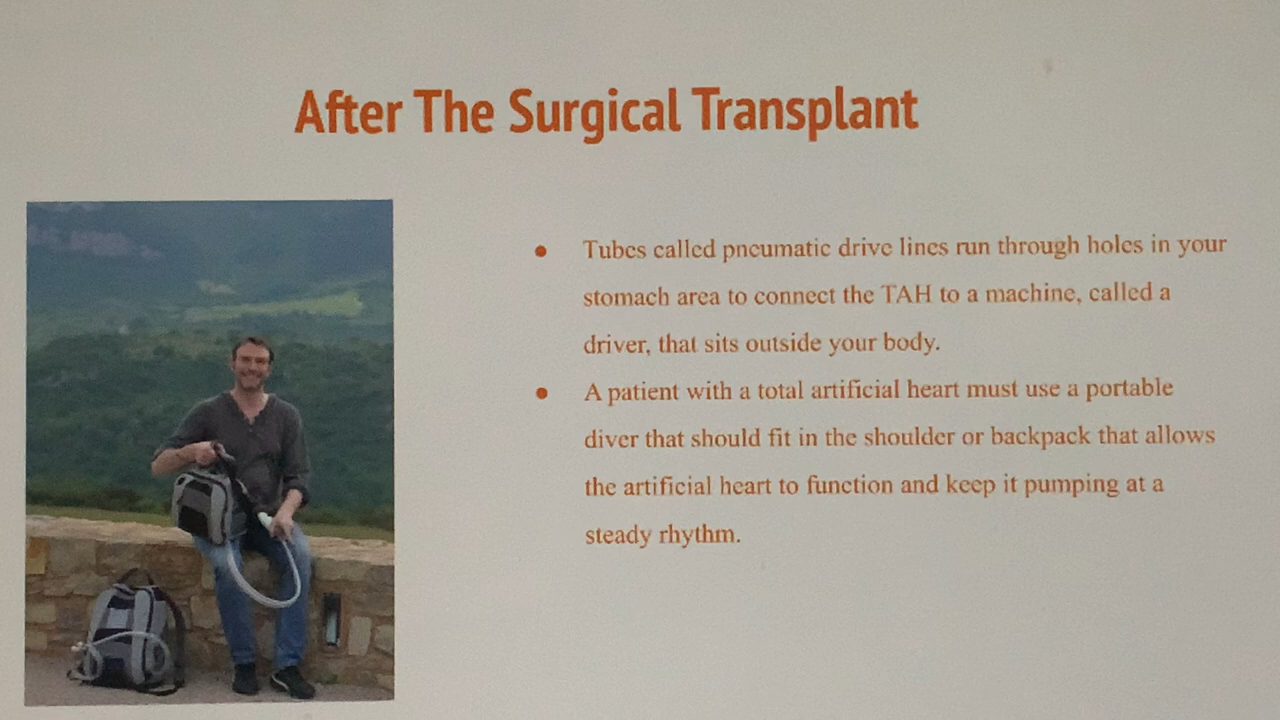 After The Surgical Transplant
● Tubes called pneumatic drive lines run through holes in your
stomach area to connect the TAH to a machine, called a
driver, that sits outside your body.
● A patient with a total artificial heart must use a portable
diver that should fit in the shoulder or backpack that allows
the artificial heart to function and keep it pumping at a
steady rhythm.